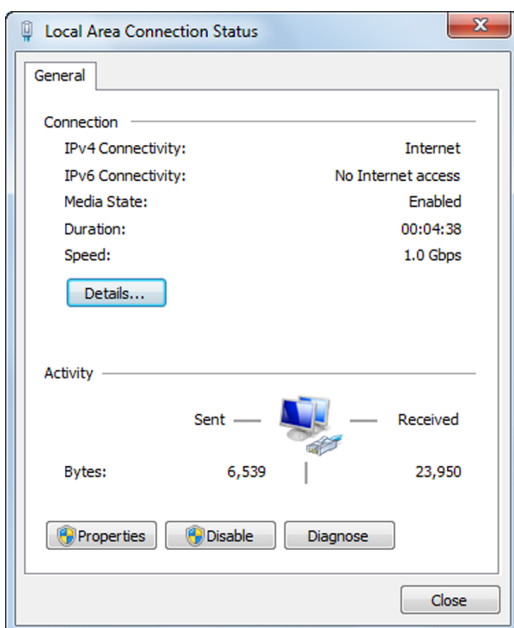 Local Area Connection Status
General
Connection
IPv4 Connectivity: Internet
IPv6 Connectivity: No Internet access
Media State: Enabled
Duration: 00:04:38
Speed: 1.0 Gbps
Details...
Activity
Sent Received
Bytes: 6,539 23,950
Properties Disable Diagnose
Close